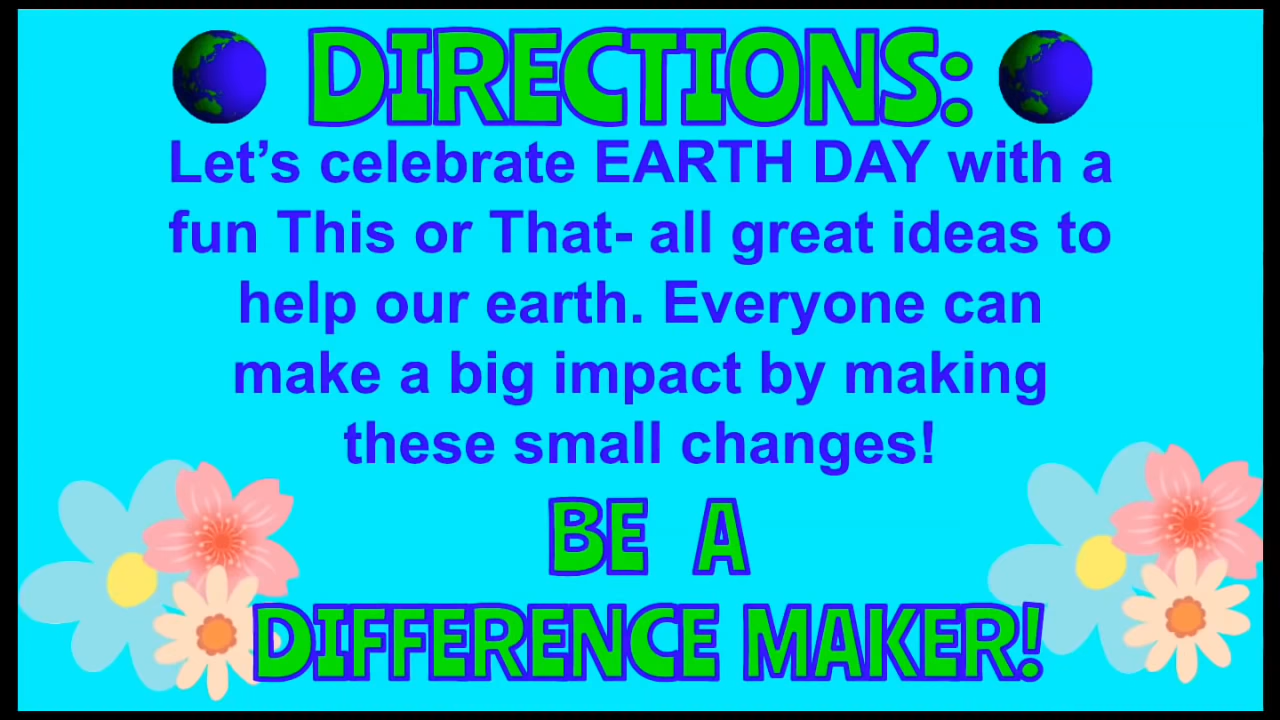 DIRECTIONS:
Let’s celebrate EARTH DAY with a
fun This or That- all great ideas to
help our earth. Everyone can
make a big impact by making
these small changes!
BE A
DIFFERENCE MAKER!